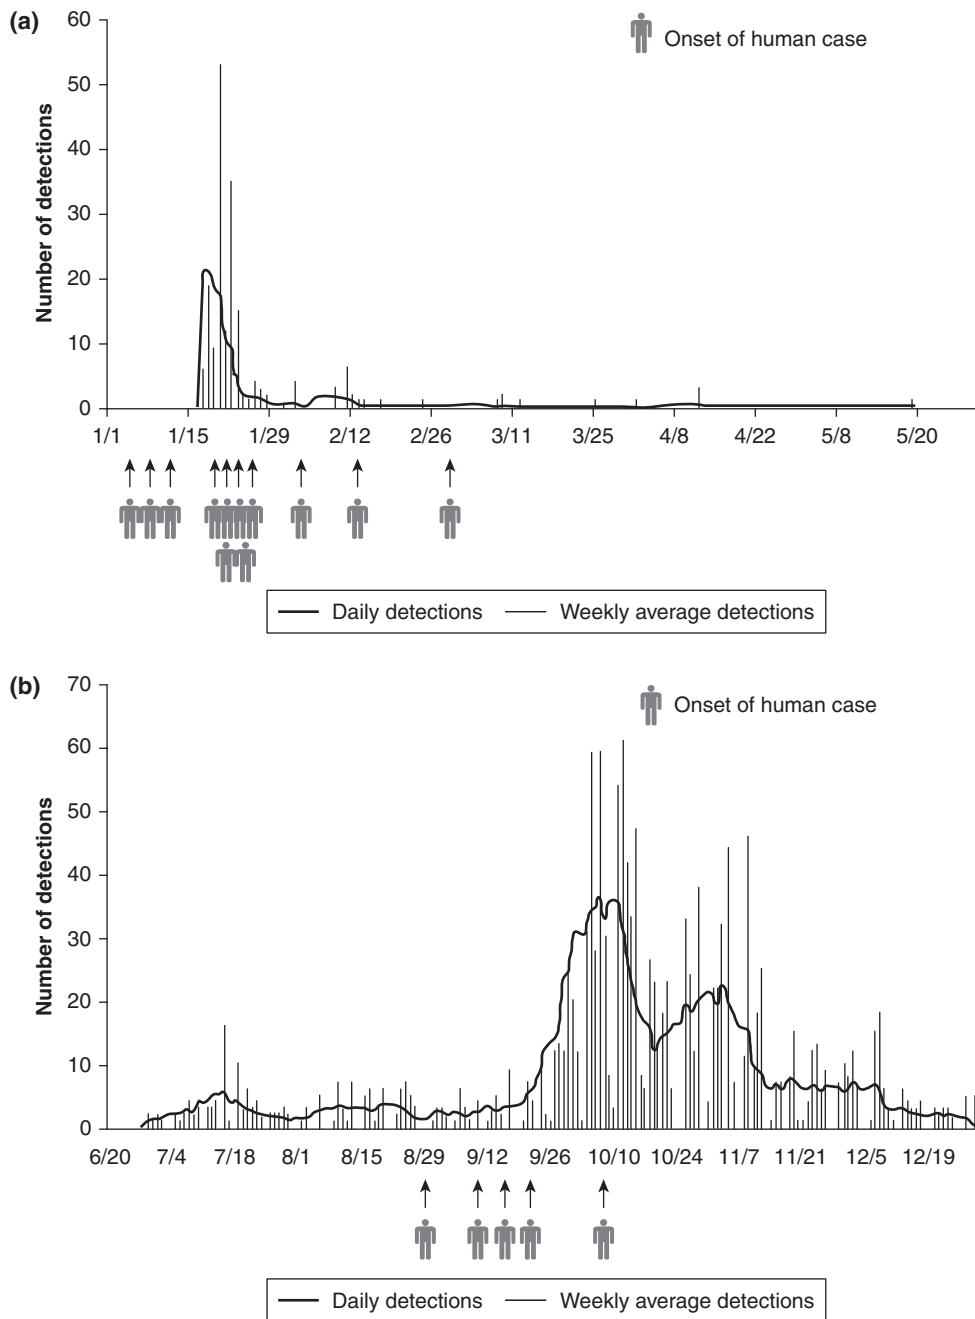 (a)
60
50
40
30
20
10
0
Number of detections
Onset of human case
1/1 1/15 1/29 2/12 2/26 3/11 3/25 4/8 4/22 5/8 5/20
Daily detections Weekly average detections
(b)
70
60
50
40
30
20
10
0
Number of detections
Onset of human case
6/20 7/4 7/18 8/1 8/15 8/29 9/12 9/26 10/10 10/24 11/7 11/21 12/5 12/19
Daily detections Weekly average detections